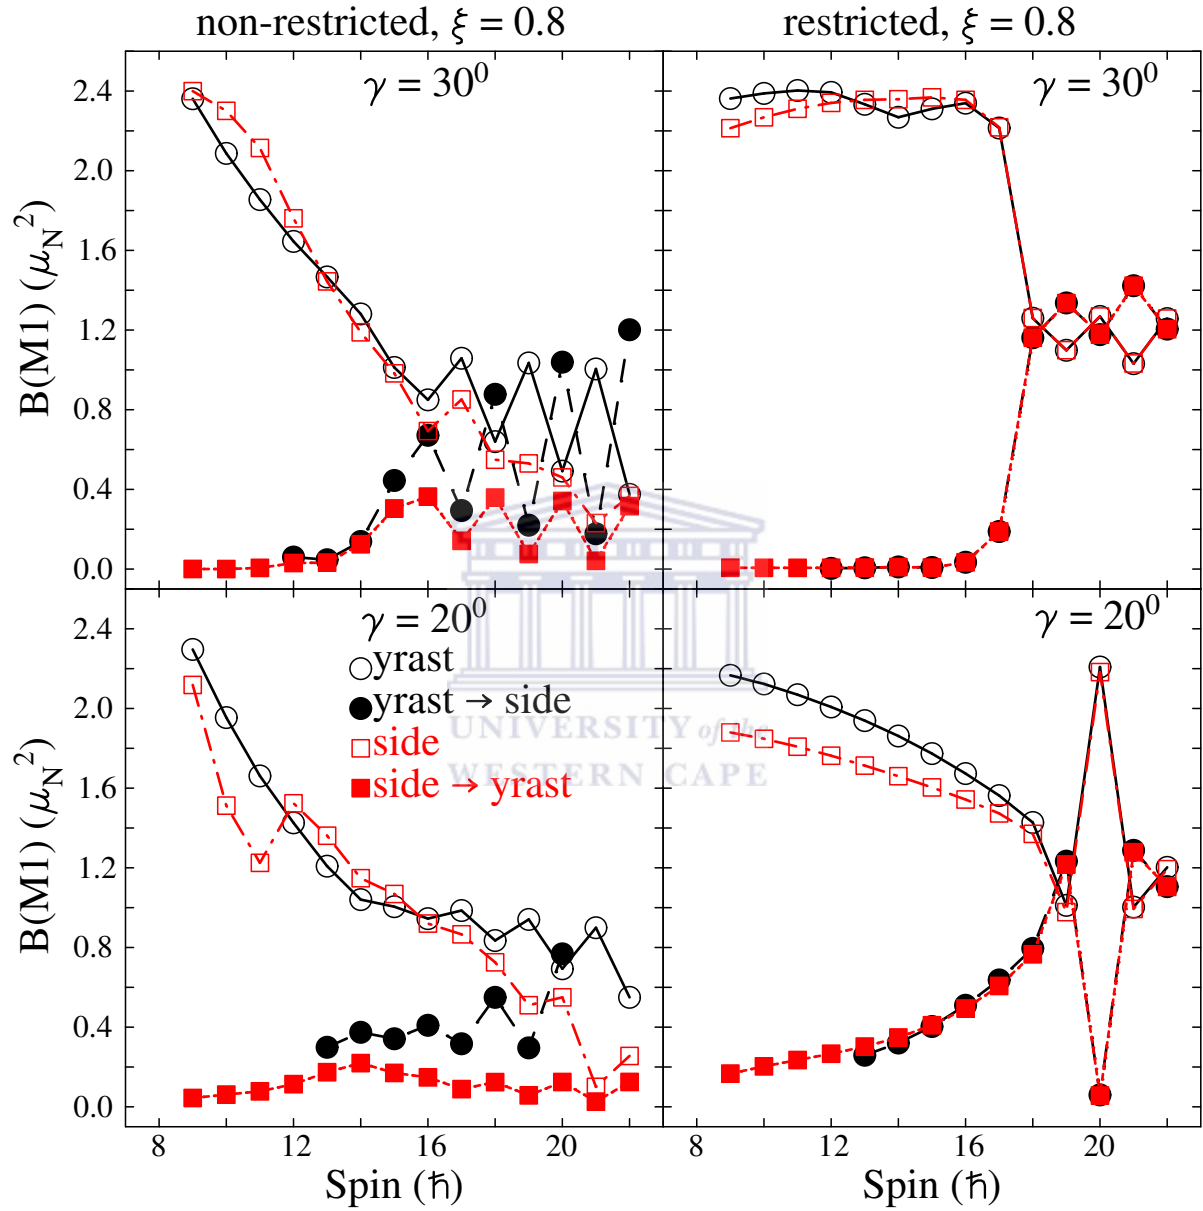 non-restricted, ξ = 0.8
restricted, ξ = 0.8
γ = 30⁰
γ = 30⁰
2.4
2.0
1.6
1.2
0.8
0.4
0.0
B(M1) (μ_N²)
γ = 20⁰
γ = 20⁰
yrast
yrast → side
side
side → yrast
UNIVERSITY of the
WESTERN CAPE
2.4
2.0
1.6
1.2
0.8
0.4
0.0
B(M1) (μ_N²)
8 12 16 20
8 12 16 20
Spin (ħ)
Spin (ħ)